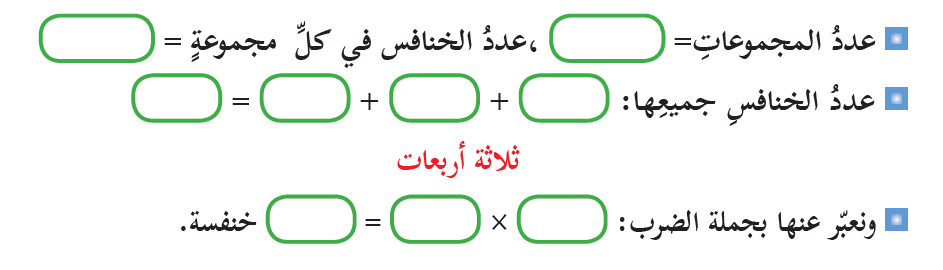 عددُ المجموعاتِ= ،عددُ الخنافس في كلِّ مجموعةٍ =
عددُ الخنافسِ جميعِها: + + =
ثلاثة أربعات
ونعبّر عنها بجملة الضرب: × = خنفسة.